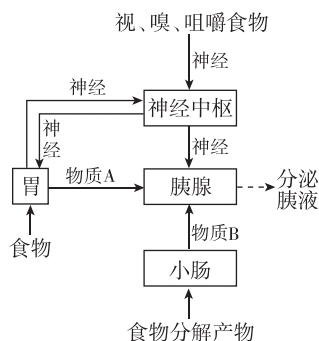 视、嗅、咀嚼食物
神经
神经
神经中枢
神经
神经
胃
物质A
胰腺
分泌
胰液
食物
物质B
小肠
食物分解产物